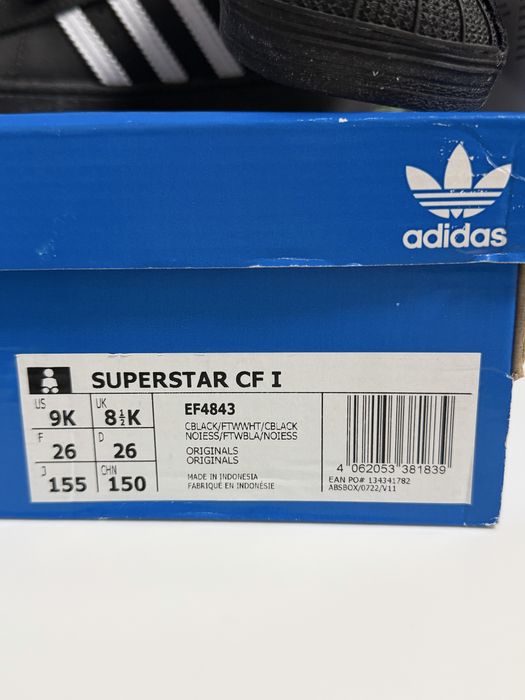 adidas
SUPERSTAR CF I
US 9K UK 8½K
F 26 D 26
J 155 CHN 150
EF4843
CBLACK/FTWWHT/CBLACK
NOIESS/FTWBLA/NOIESS
ORIGINALS
ORIGINALS
MADE IN INDONESIA
FABRIQUÉ EN INDONÉSIE
4 062053 381839
EAN PO# 134341782
ABSBOX/0722/V11